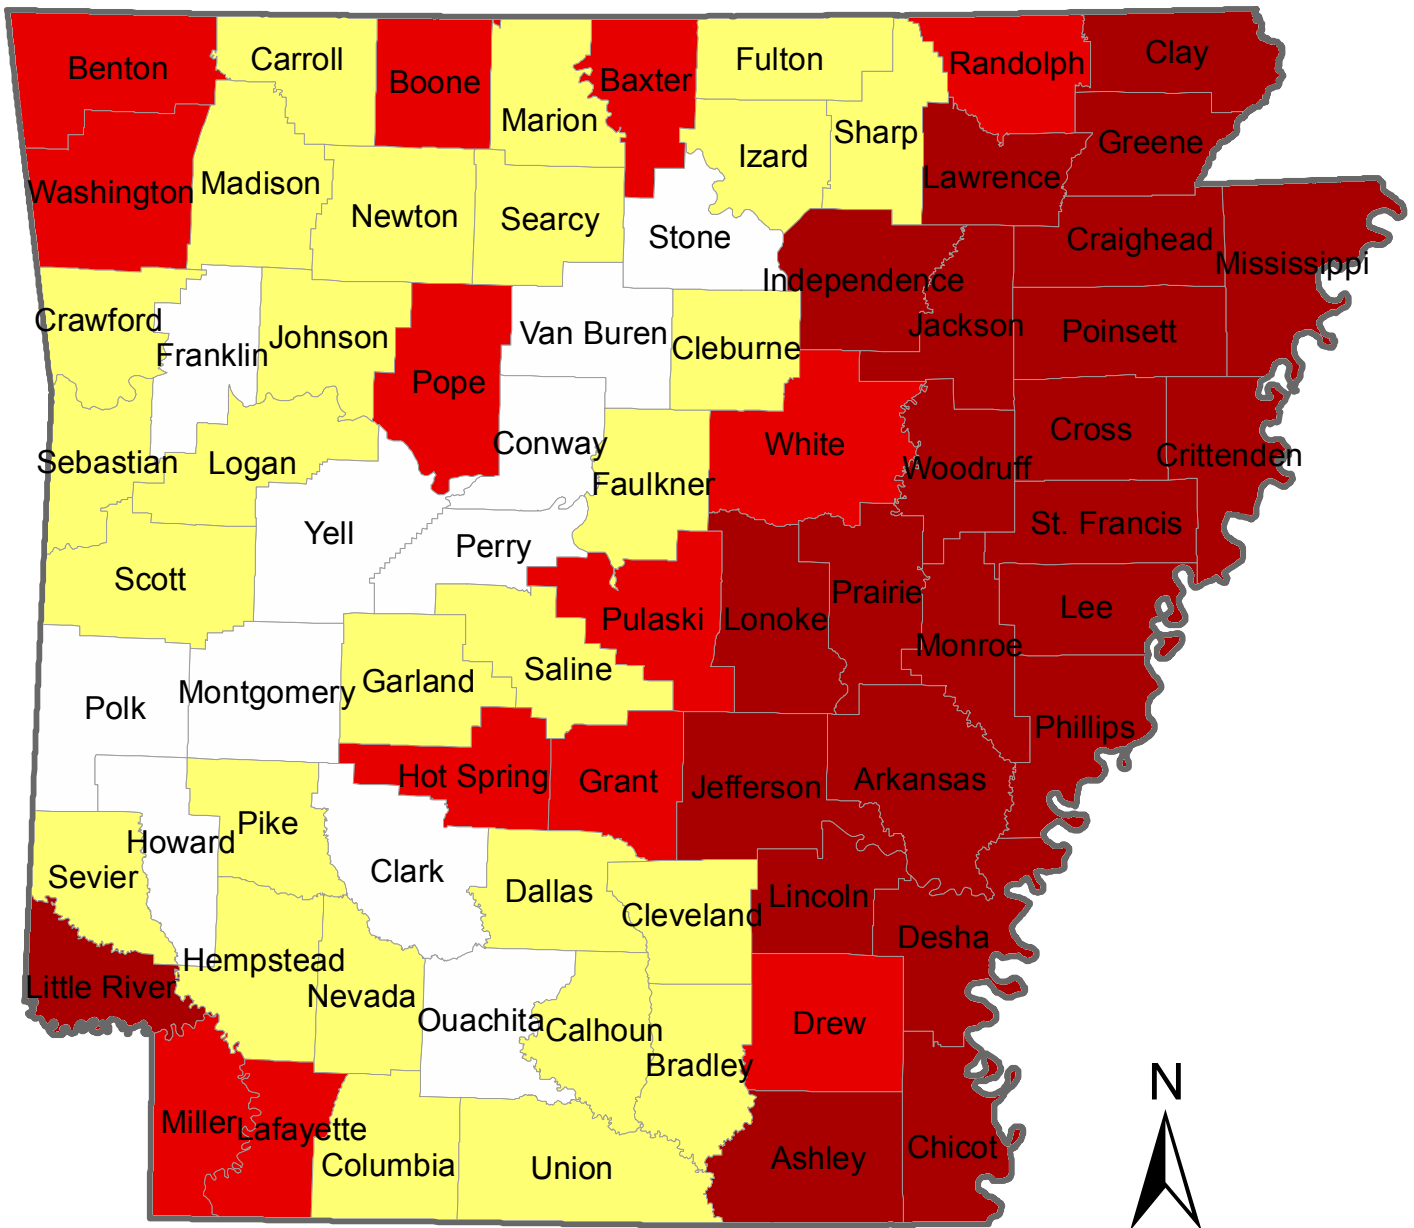 Benton
Carroll
Boone
Marion
Baxter
Fulton
Sharp
Randolph
Clay
Greene
Washington
Madison
Newton
Searcy
Stone
Izard
Lawrence
Craighead
Mississippi
Crawford
Franklin
Johnson
Pope
Van Buren
Cleburne
Independence
Jackson
Poinsett
Sebastian
Logan
Conway
Faulkner
White
Woodruff
Cross
Crittenden
Scott
Yell
Perry
Pulaski
Lonoke
Prairie
St. Francis
Lee
Polk
Montgomery
Garland
Saline
Monroe
Phillips
Hot Spring
Grant
Jefferson
Arkansas
Sevier
Howard
Pike
Clark
Dallas
Cleveland
Lincoln
Desha
Little River
Hempstead
Nevada
Ouachita
Calhoun
Bradley
Drew
Miller
Lafayette
Columbia
Union
Ashley
Chicot
N